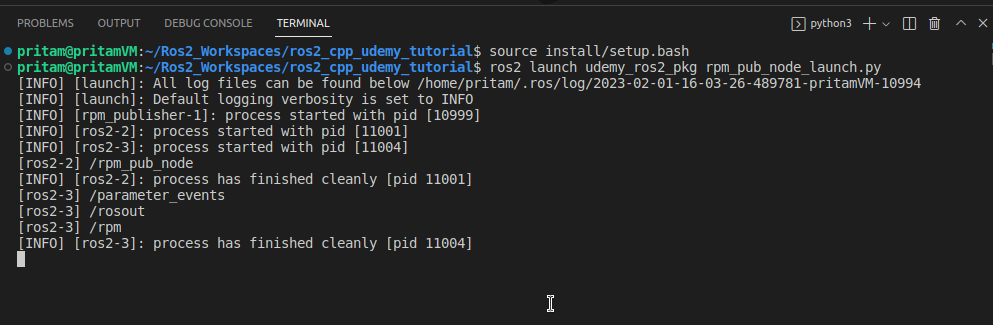 PROBLEMS OUTPUT DEBUG CONSOLE TERMINAL python3
pritam@pritamVM:~/Ros2_Workspaces/ros2_cpp_udemy_tutorial$ source install/setup.bash
pritam@pritamVM:~/Ros2_Workspaces/ros2_cpp_udemy_tutorial$ ros2 launch udemy_ros2_pkg rpm_pub_node_launch.py
[INFO] [launch]: All log files can be found below /home/pritam/.ros/log/2023-02-01-16-03-26-489781-pritamVM-10994
[INFO] [launch]: Default logging verbosity is set to INFO
[INFO] [rpm_publisher-1]: process started with pid [10999]
[INFO] [ros2-2]: process started with pid [11001]
[INFO] [ros2-3]: process started with pid [11004]
[ros2-2] /rpm_pub_node
[INFO] [ros2-2]: process has finished cleanly [pid 11001]
[ros2-3] /parameter_events
[ros2-3] /rosout
[ros2-3] /rpm
[INFO] [ros2-3]: process has finished cleanly [pid 11004]